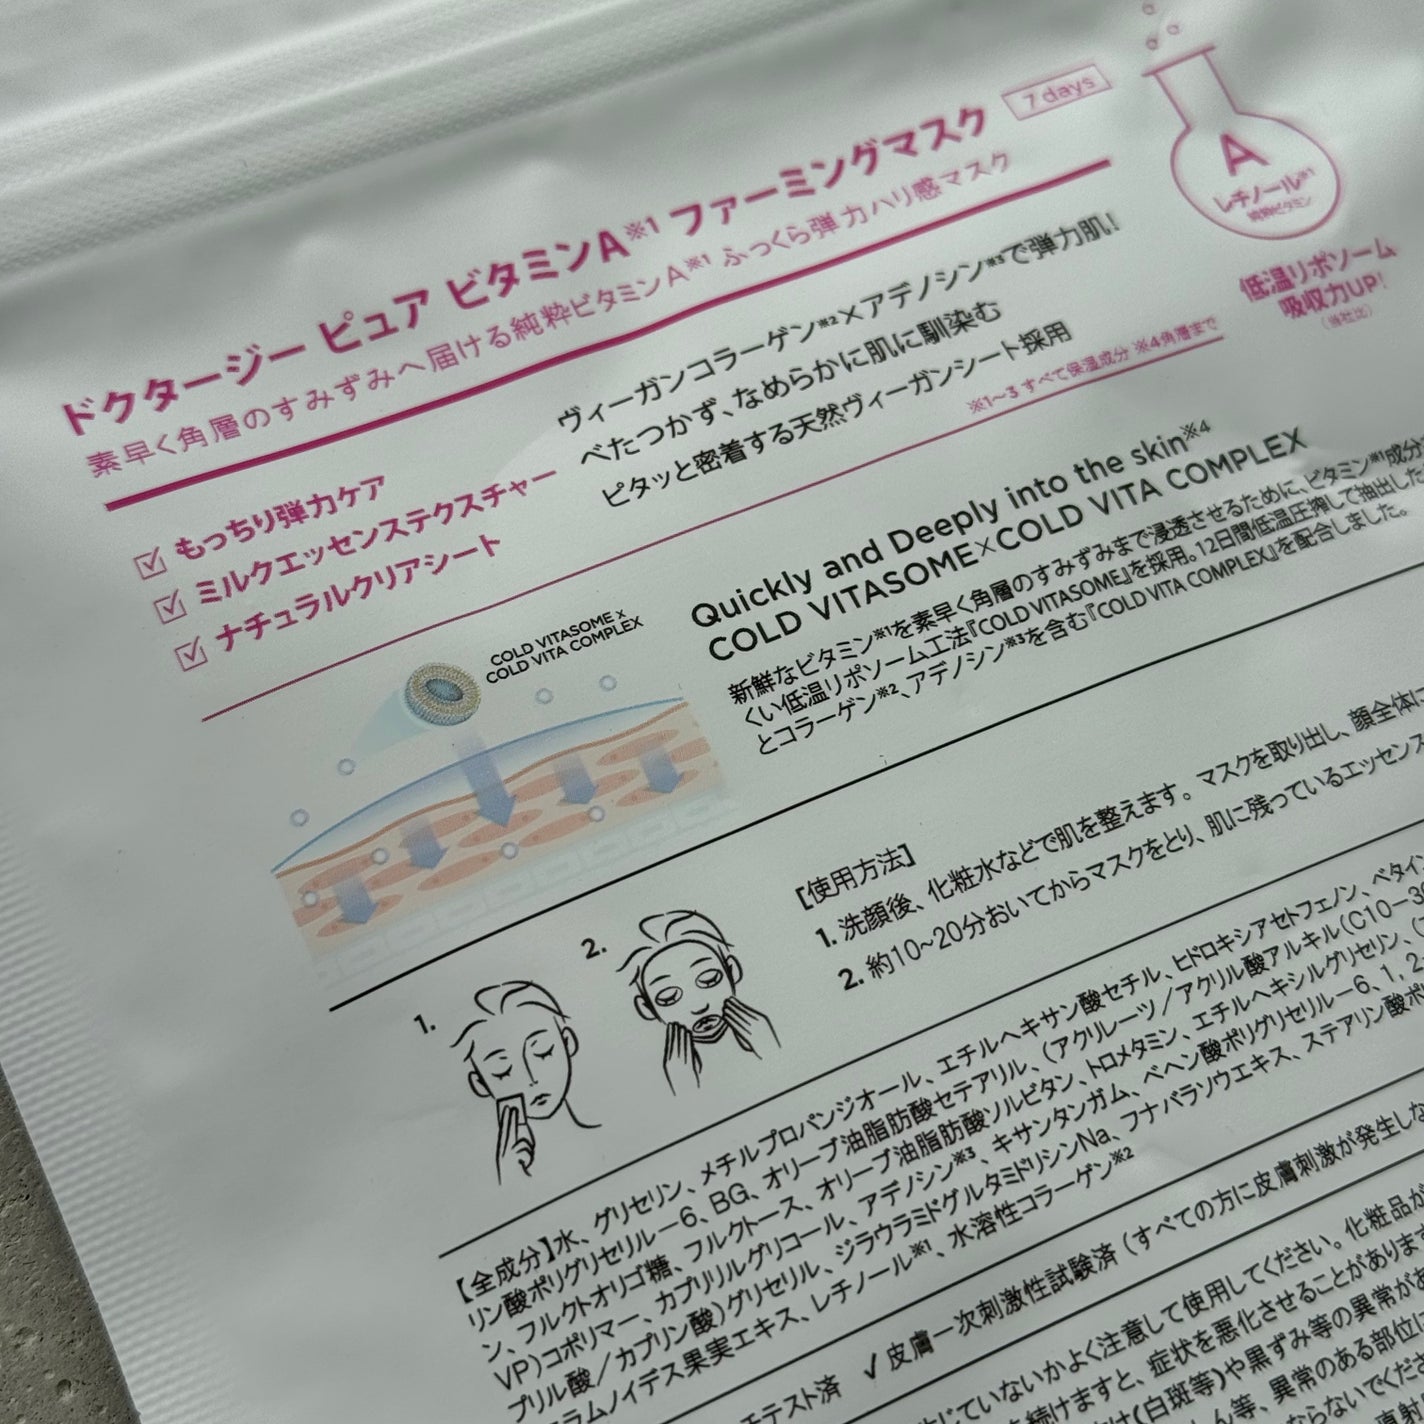 ドクタージー ピュア ビタミンA※1 ファーミングマスク 7 days
素早く角層のすみずみへ届ける純粋ビタミンA※1 ふっくら弾力ハリ感マスク
A
レチノール※1
純粋ビタミン
低温リポソーム
吸収力UP!
(当社比)
もっちり弾力ケア
ミルクエッセンステクスチャー
ナチュラルクリアシート
ヴィーガンコラーゲン※2×アデノシン※3で弾力肌!
べたつかず、なめらかに肌に馴染む
ピタッと密着する天然ヴィーガンシート採用
※1~3 すべて保湿成分 ※4角層まで
COLD VITASOME x
COLD VITA COMPLEX
Quickly and Deeply into the skin※4
COLD VITASOME×COLD VITA COMPLEX
新鮮なビタミン※1を素早く角層のすみずみまで浸透させるために、ビタミン※1成分
くい低温リポソーム工法『COLD VITASOME』を採用。12日間低温圧搾して抽出した
とコラーゲン※2、アデノシン※3を含む『COLD VITA COMPLEX』を配合しました。
【使用方法】
1. 洗顔後、化粧水などで肌を整えます。マスクを取り出し、顔全体に
2. 約10~20分おいてからマスクをとり、肌に残っているエッセンス
1.
2.
【全成分】水、グリセリン、メチルプロパンジオール、エチルヘキサン酸セチル、ヒドロキシアセトフェノン、ベタイン
リン酸ポリグリセリル-6、BG、オリーブ油脂肪酸セテアリル、(アクリレーツ/アクリル酸アルキル(C10-30
ン、フルクトオリゴ糖、フルクトース、オリーブ油脂肪酸ソルビタン、トロメタミン、エチルヘキシルグリセリン、
VP)コポリマー、カプリリルグリコール、アデノシン※3、キサンタンガム、ベヘン酸ポリグリセリル-6、1,2-
プリル酸/カプリン酸)グリセリル、ジラウラミドグルタミドリシンNa、フナバラソウエキス、ステアリン酸ポ
ラムノイデス果実エキス、レチノール※1、水溶性コラーゲン※2
テスト済 ✓皮膚一次刺激性試験済 (すべての方に皮膚刺激が発生しな
じていないかよく注意して使用してください。化粧品が
続けますと、症状を悪化させることがあります
(白斑等)や黒ずみ等の異常があ
ん等、異常のある部位に
らないでくださ